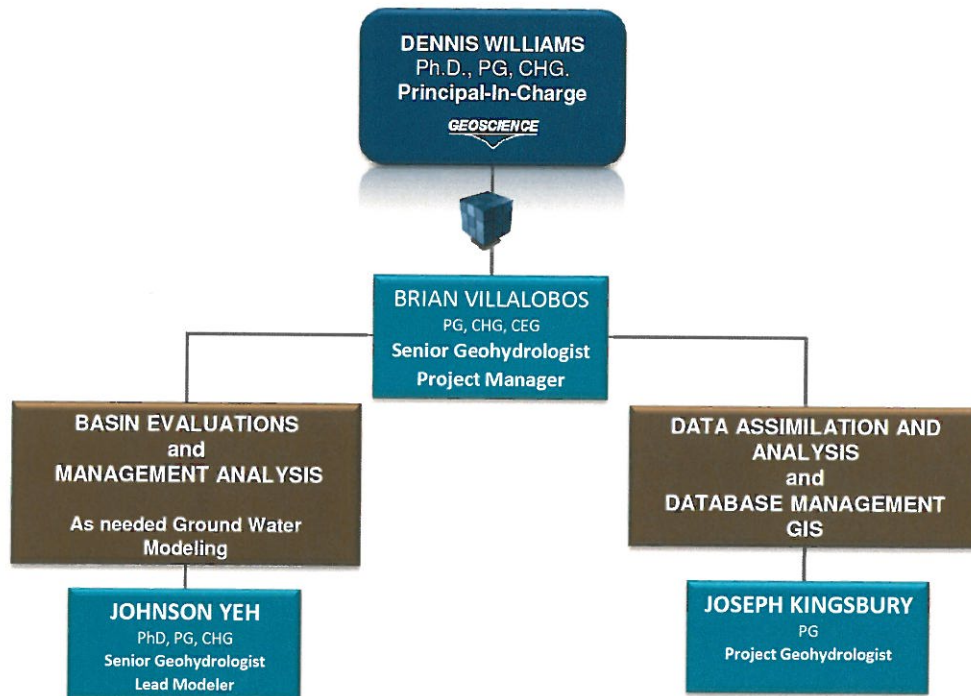 DENNIS WILLIAMS
Ph.D., PG, CHG.
Principal-In-Charge
GEOSCIENCE
BRIAN VILLALOBOS
PG, CHG, CEG
Senior Geohydrologist
Project Manager
BASIN EVALUATIONS
and
MANAGEMENT ANALYSIS
As needed Ground Water
Modeling
DATA ASSIMILATION AND
ANALYSIS
and
DATABASE MANAGEMENT
GIS
JOHNSON YEH
PhD, PG, CHG
Senior Geohydrologist
Lead Modeler
JOSEPH KINGSBURY
PG
Project Geohydrologist